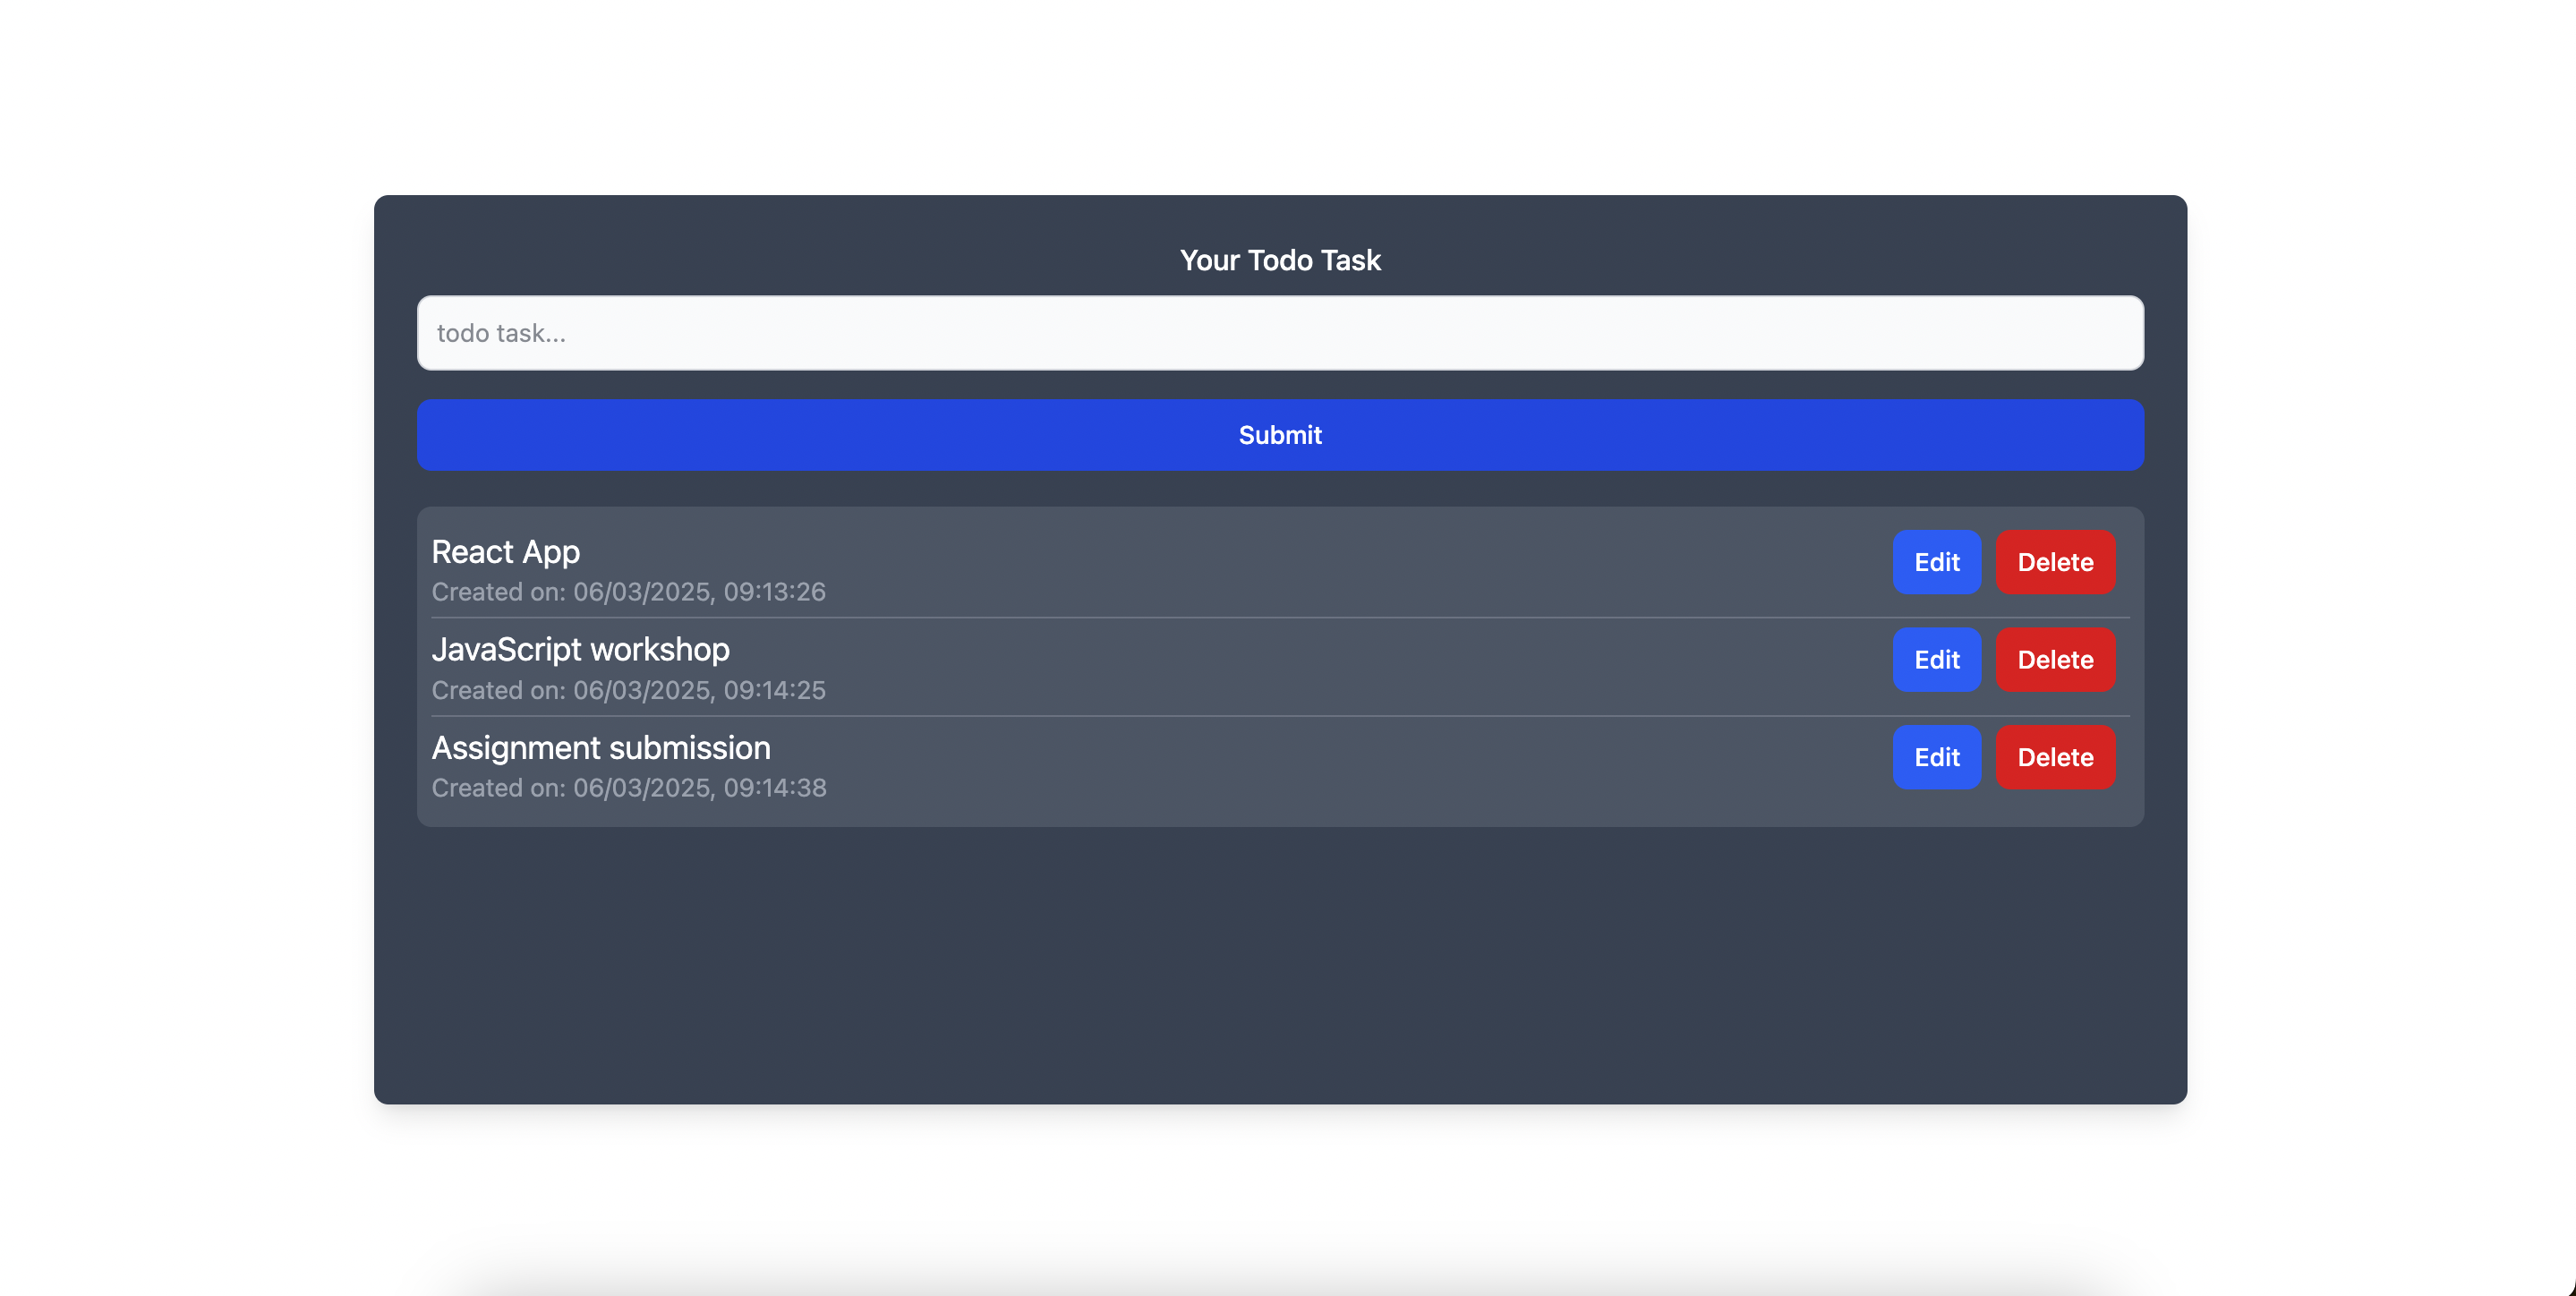 Your Todo Task
todo task...
Submit
React App
Created on: 06/03/2025, 09:13:26
Edit
Delete
JavaScript workshop
Created on: 06/03/2025, 09:14:25
Edit
Delete
Assignment submission
Created on: 06/03/2025, 09:14:38
Edit
Delete